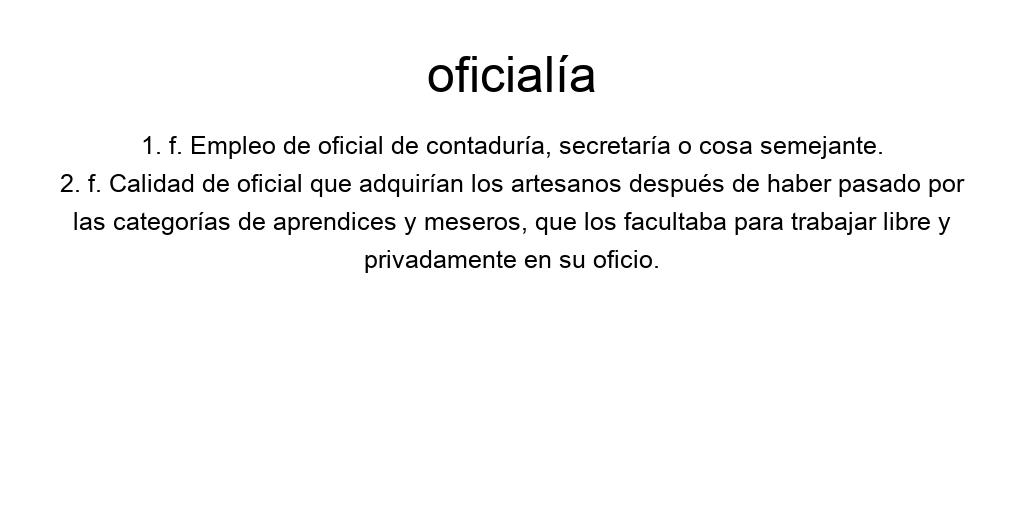 oficialía
1. f. Empleo de oficial de contaduría, secretaría o cosa semejante.
2. f. Calidad de oficial que adquirían los artesanos después de haber pasado por
las categorías de aprendices y meseros, que los facultaba para trabajar libre y
privadamente en su oficio.